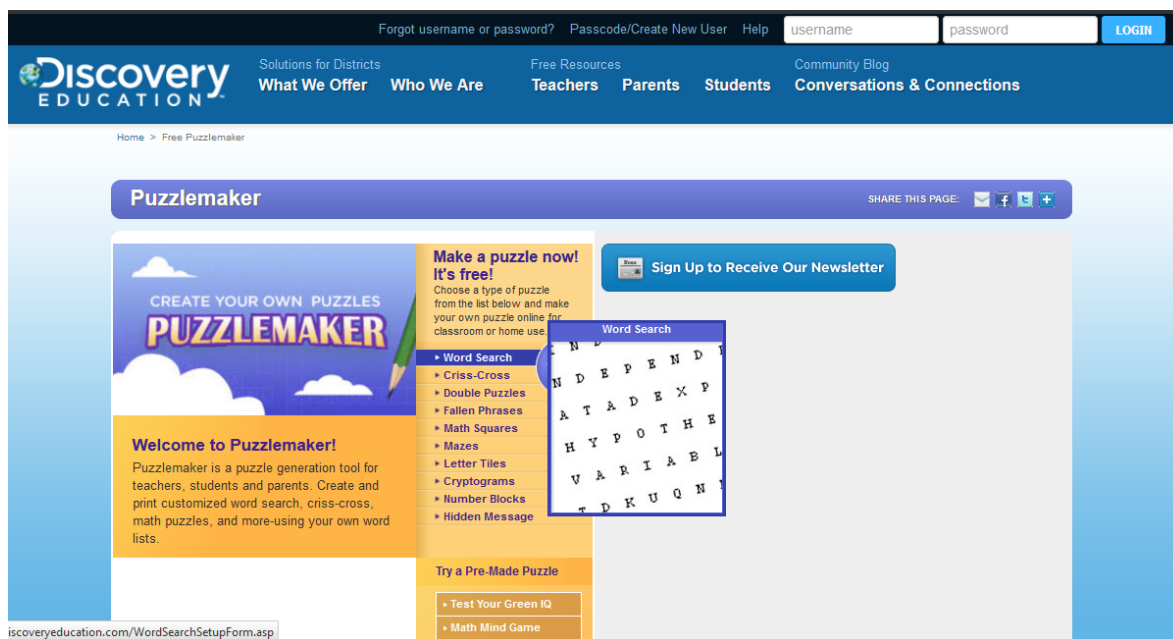 Forgot username or password? Passcode/Create New User Help username password LOGIN
Discovery
EDUCATION
Solutions for Districts
What We Offer Who We Are
Free Resources
Teachers Parents Students
Community Blog
Conversations & Connections
Home > Free Puzzlemaker
Puzzlemaker
SHARE THIS PAGE:
CREATE YOUR OWN PUZZLES
PUZZLEMAKER
Welcome to Puzzlemaker!
Puzzlemaker is a puzzle generation tool for
teachers, students and parents. Create and
print customized word search, criss-cross,
math puzzles, and more-using your own word
lists.
Make a puzzle now!
It's free!
Choose a type of puzzle
from the list below and make
your own puzzle online for
classroom or home use.
Word Search
Criss-Cross
Double Puzzles
Fallen Phrases
Math Squares
Mazes
Letter Tiles
Cryptograms
Number Blocks
Hidden Message
Try a Pre-Made Puzzle
Test Your Green IQ
Math Mind Game
Sign Up to Receive Our Newsletter
Word Search
N D E P E N D
A T A D E X P
H Y P O T H E
V A R I A B L
D K U Q N
iscoveryeducation.com/WordSearchSetupForm.asp